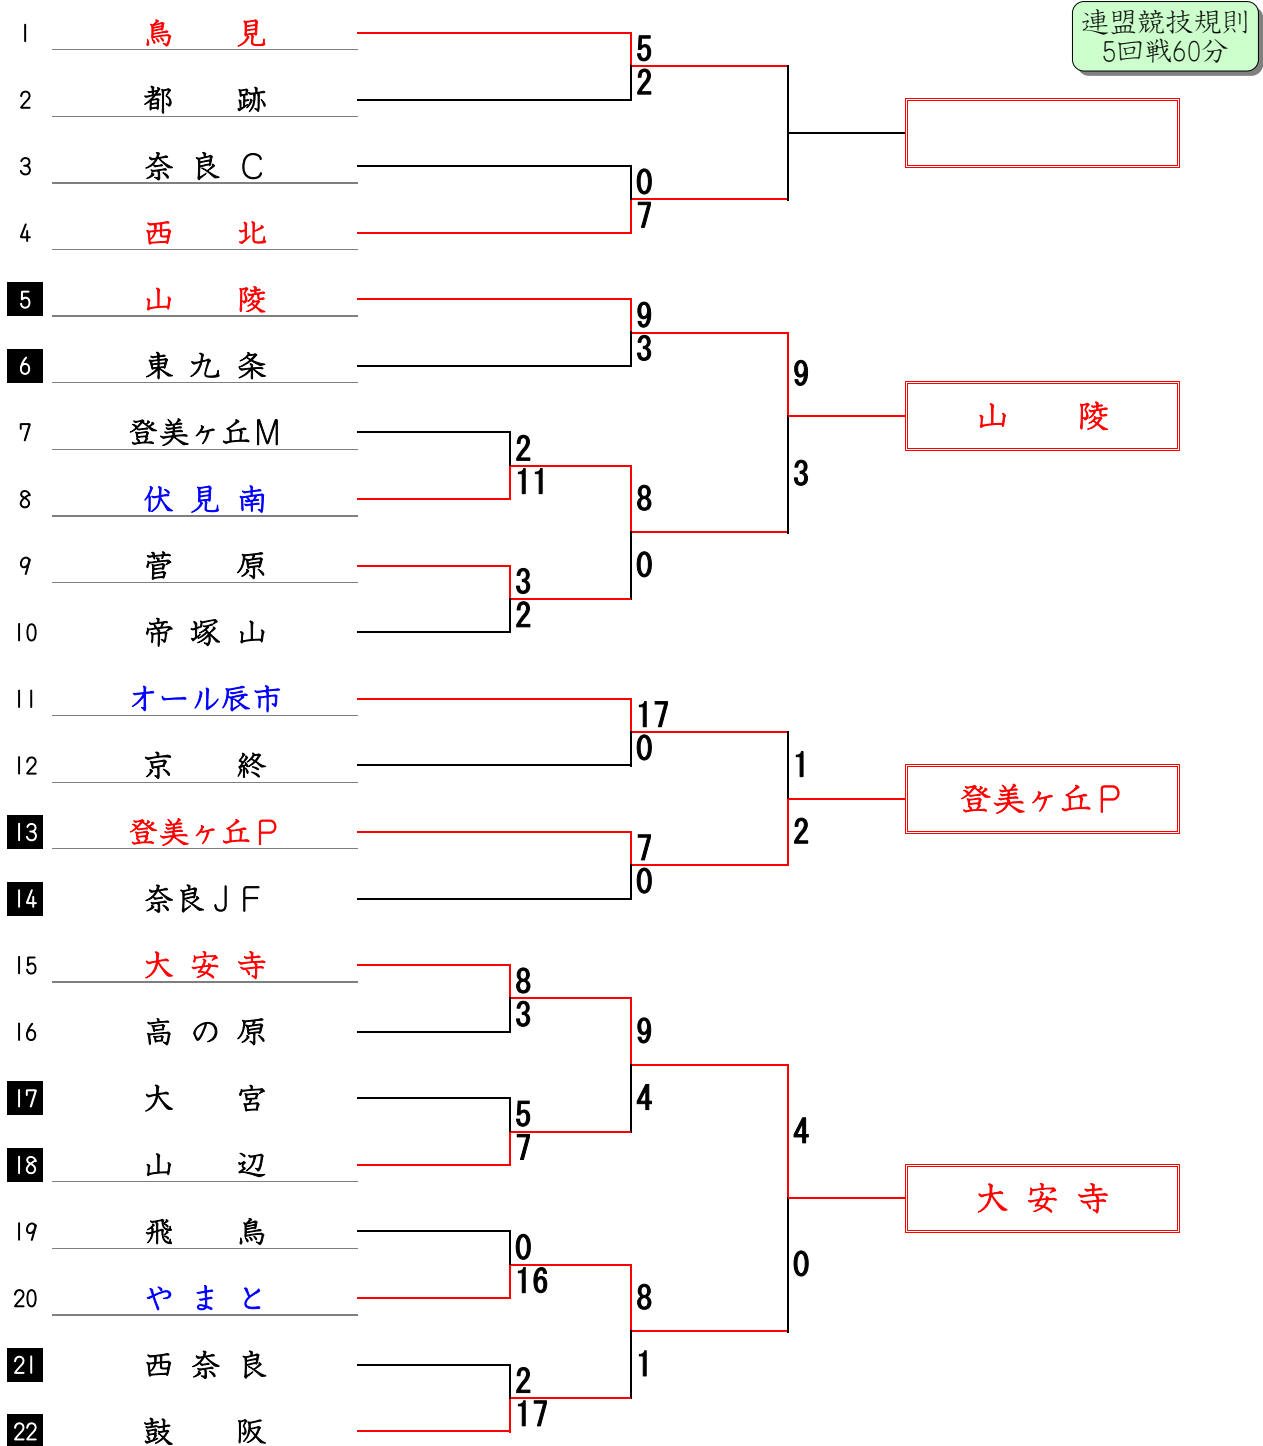 連盟競技規則
5回戦60分
1 鳥 見
2 都 跡
3 奈 良 C
4 西 北
5 山 陵
6 東 九 条
7 登美ヶ丘M
8 伏 見 南
9 菅 原
10 帝 塚 山
11 オール辰市
12 京 終
13 登美ヶ丘P
14 奈良JF
15 大 安 寺
16 高 の 原
17 大 宮
18 山 辺
19 飛 鳥
20 や ま と
21 西 奈 良
22 鼓 阪
2
11
3
2
8
3
5
7
0
16
2
17
5
2
0
7
9
3
8
0
17
0
7
0
9
4
8
1
9
3
1
2
4
0
山 陵
登美ヶ丘P
大 安 寺